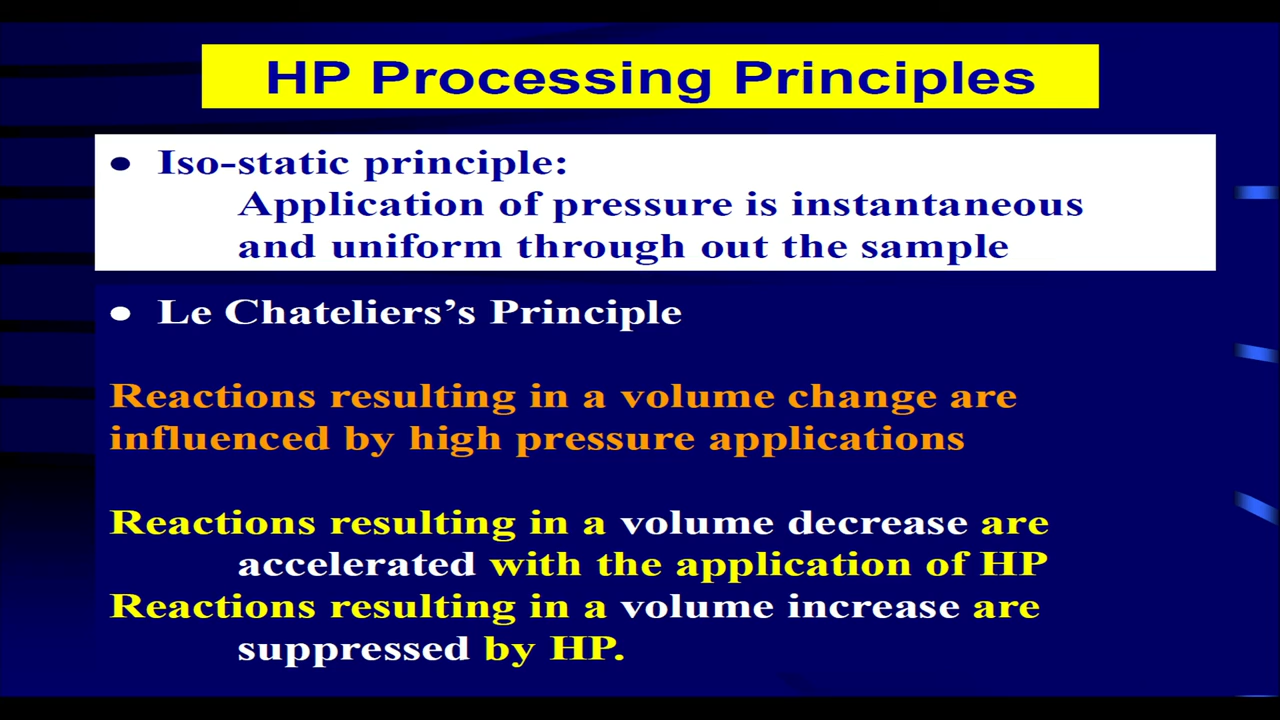 HP Processing Principles
● Iso-static principle:
Application of pressure is instantaneous
and uniform through out the sample
● Le Chateliers’s Principle
Reactions resulting in a volume change are
influenced by high pressure applications
Reactions resulting in a volume decrease are
accelerated with the application of HP
Reactions resulting in a volume increase are
suppressed by HP.